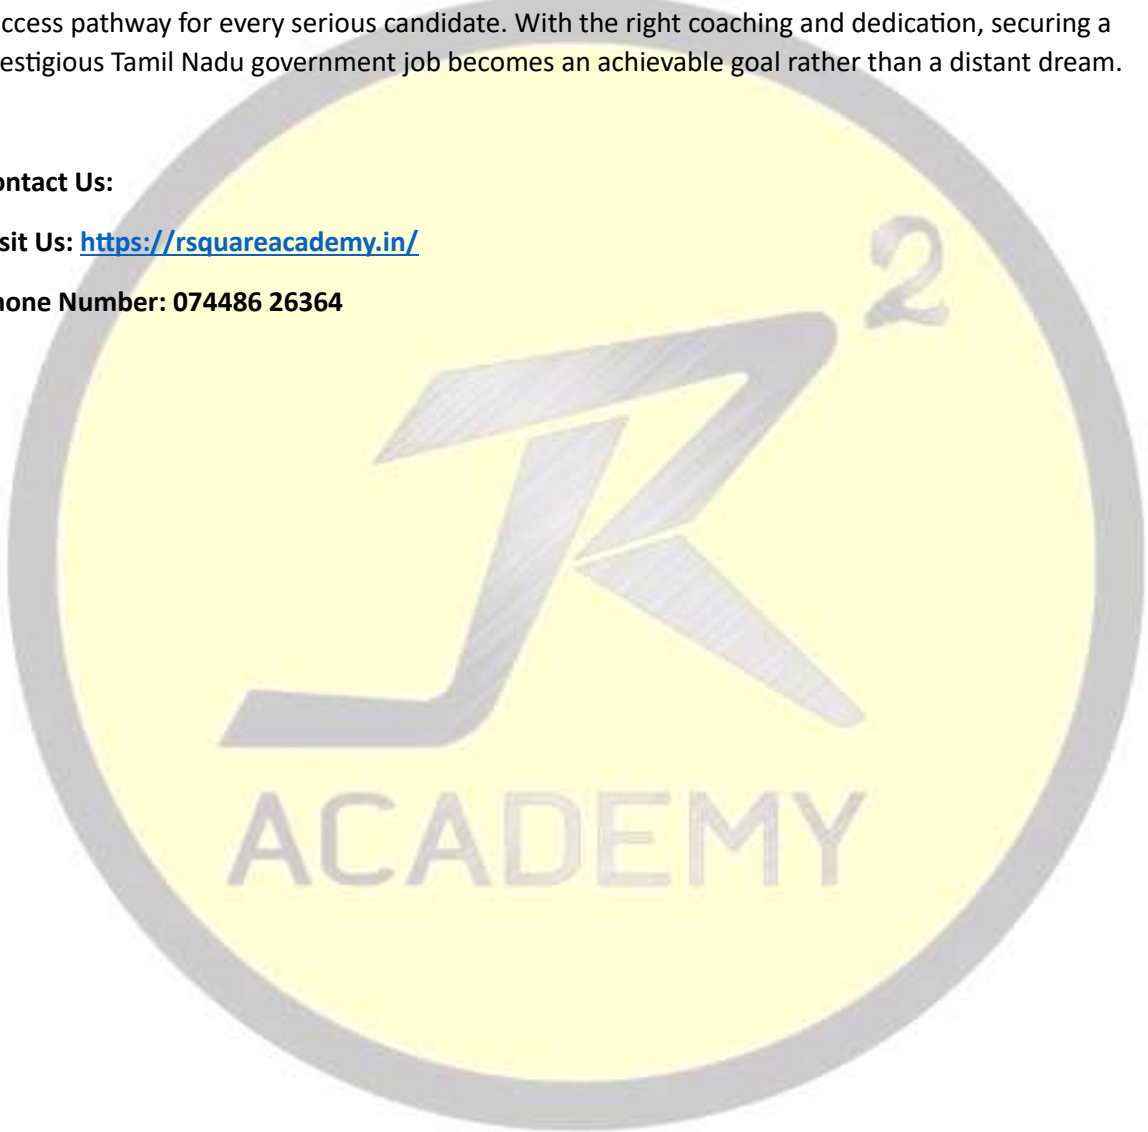 ccess pathway for every serious candidate. With the right coaching and dedication, securing a
estigious Tamil Nadu government job becomes an achievable goal rather than a distant dream.
ontact Us:
sit Us: https://rsquareacademy.in/
hone Number: 074486 26364
2
R
ACADEMY